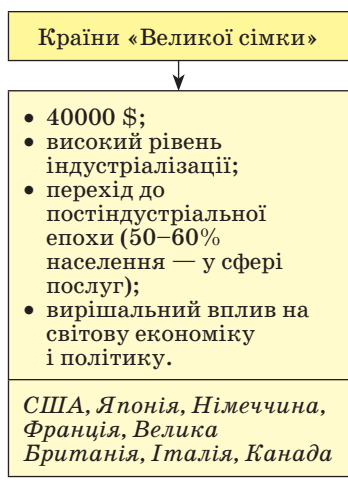 Країни «Великої сімки»
• 40000 $;
• високий рівень
індустріалізації;
• перехід до
постіндустріальної
епохи (50–60%
населення — у сфері
послуг);
• вирішальний вплив на
світову економіку
і політику.
США, Японія, Німеччина,
Франція, Велика
Британія, Італія, Канада